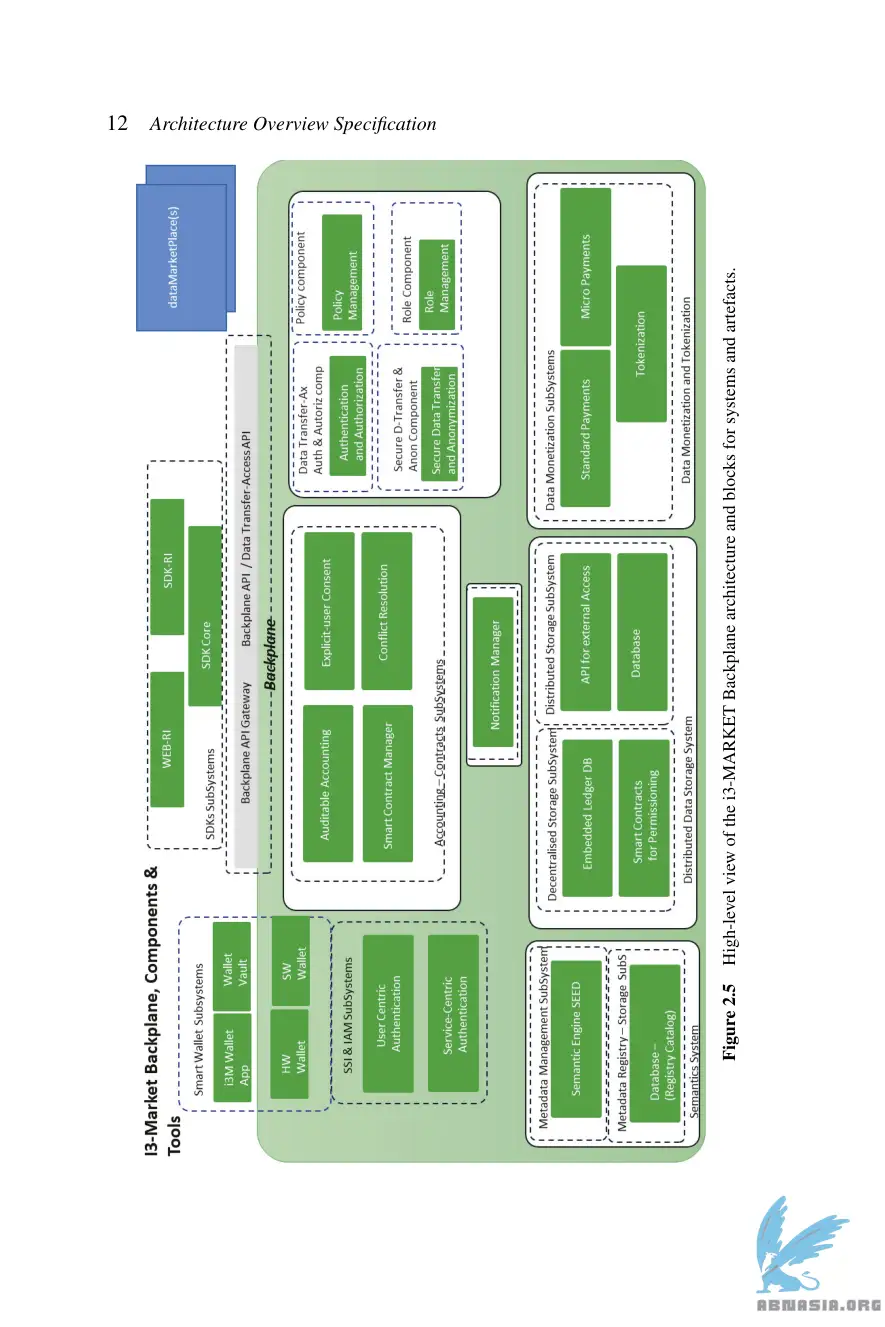 12 Architecture Overview Specification
I3-Market Backplane, Components &
Tools
Smart Wallet Subsystems
i3M Wallet
App
Wallet
Vault
HW
Wallet
SW
Wallet
SSI & IAM SubSystems
User Centric
Authentication
Service-Centric
Authentication
WEB-RI
SDK-RI
SDK Core
SDKs SubSystems
Backplane API Gateway
Backplane API / Data Transfer-Access API
Backplane
dataMarketPlace(s)
Auditable Accounting
Explicit-user Consent
Smart Contract Manager
Conflict Resolution
Accounting – Contracts SubSystems
Data Transfer-Ax
Auth & Autoriz comp
Authentication
and Authorization
Policy component
Policy
Management
Secure D-Transfer &
Anon Component
Secure Data Transfer
and Anonymization
Role Component
Role
Management
Notification Manager
Metadata Management SubSystem
Semantic Engine SEED
Metadata Registry – Storage SubS
Database –
(Registry Catalog)
Semantics System
Decentralised Storage SubSystem
Embedded Ledger DB
Smart Contracts
for Permissioning
Distributed Storage SubSystem
API for external Access
Database
Distributed Data Storage System
Data Monetization SubSystems
Standard Payments
Micro Payments
Tokenization
Data Monetization and Tokenization
Figure 2.5 High-level view of the i3-MARKET Backplane architecture and blocks for systems and artefacts.
ABNASIA.ORG